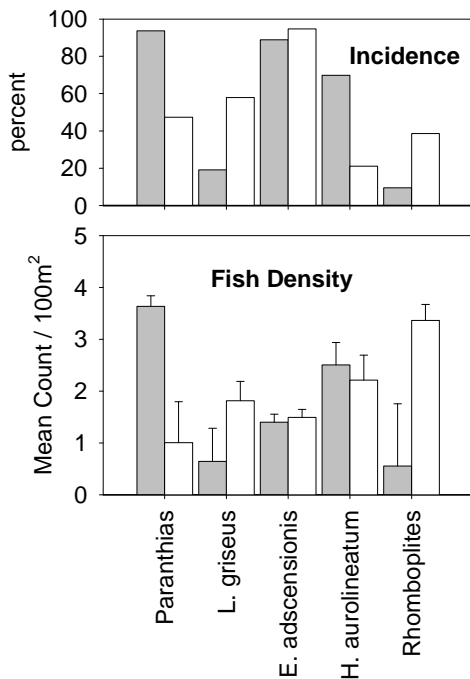 100
80
60
40
20
0
percent
Incidence
5
4
3
2
1
0
Mean Count / 100m²
Fish Density
Paranthias
L. griseus
E. adscensionis
H. aurolineatum
Rhomboplites